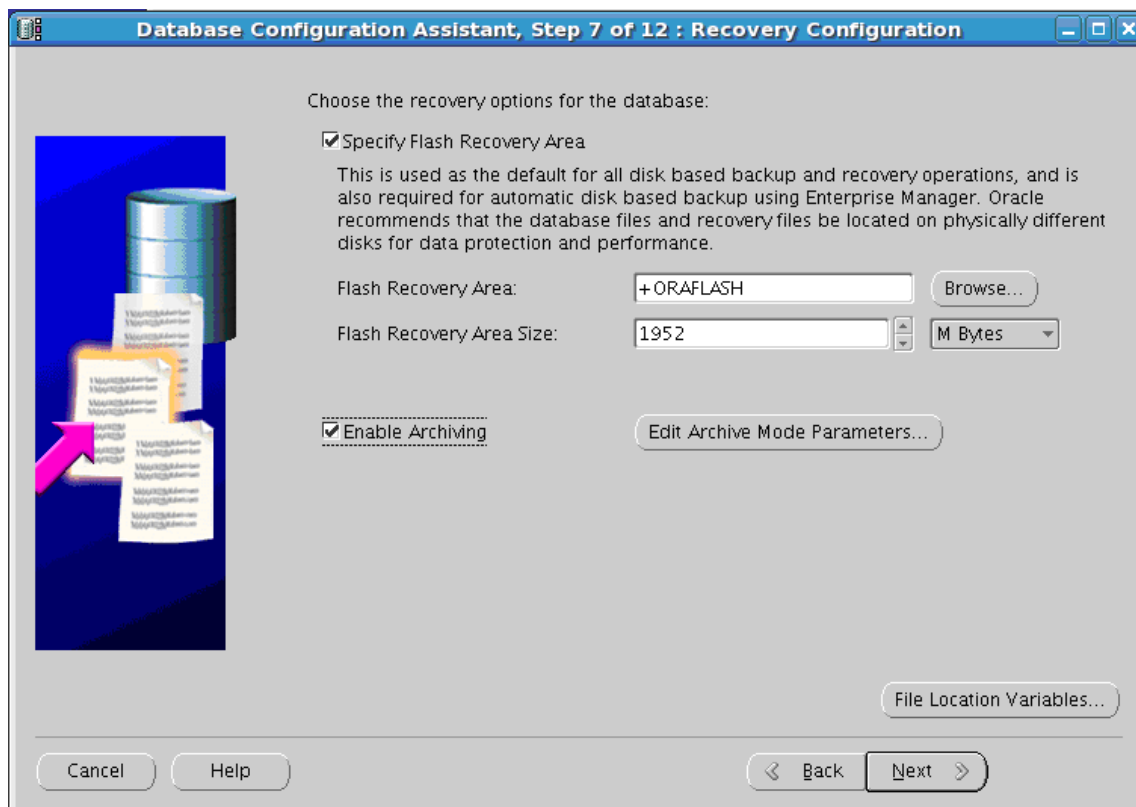 Database Configuration Assistant, Step 7 of 12 : Recovery Configuration
Choose the recovery options for the database:
Specify Flash Recovery Area
This is used as the default for all disk based backup and recovery operations, and is
also required for automatic disk based backup using Enterprise Manager. Oracle
recommends that the database files and recovery files be located on physically different
disks for data protection and performance.
Flash Recovery Area: +ORAFLASH Browse...
Flash Recovery Area Size: 1952 M Bytes
Enable Archiving Edit Archive Mode Parameters...
File Location Variables...
Cancel Help Back Next